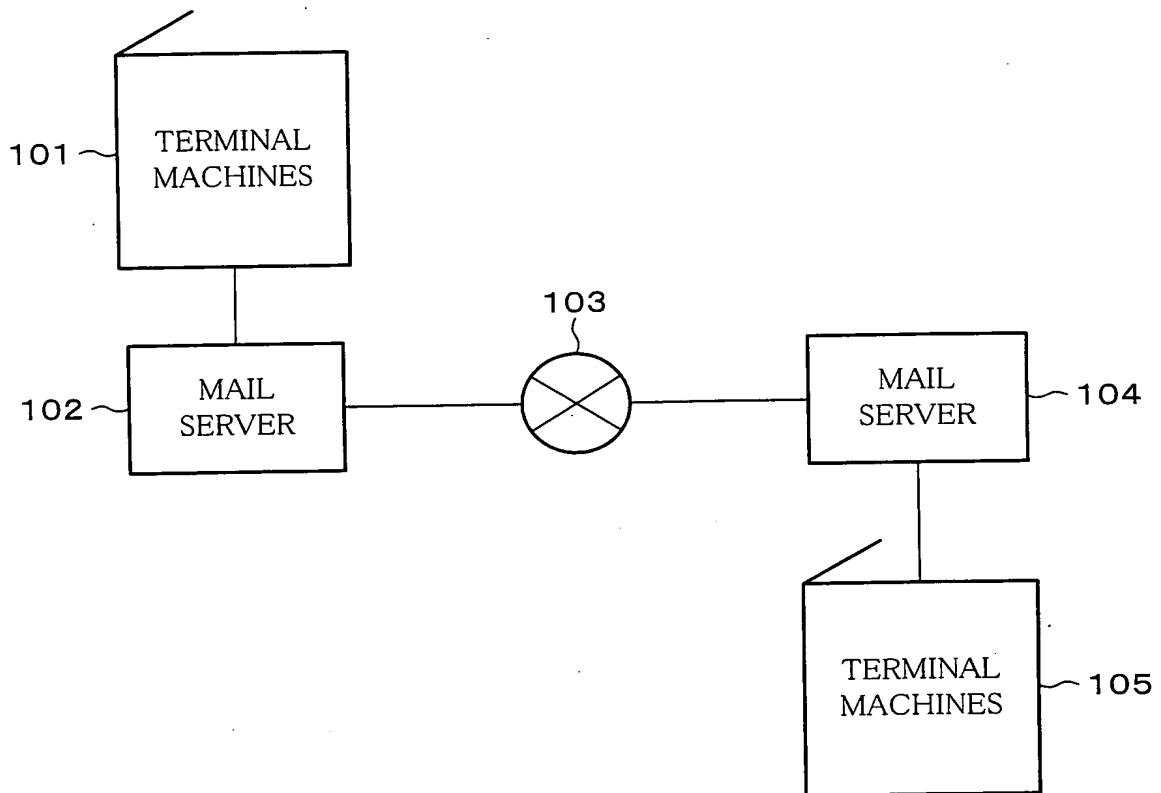 101
TERMINAL
MACHINES
102
MAIL
SERVER
103
MAIL
SERVER
104
TERMINAL
MACHINES
105